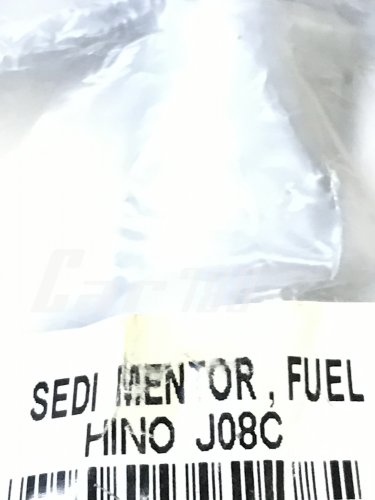 SEDI MENTOR , FUEL
HINO J08C